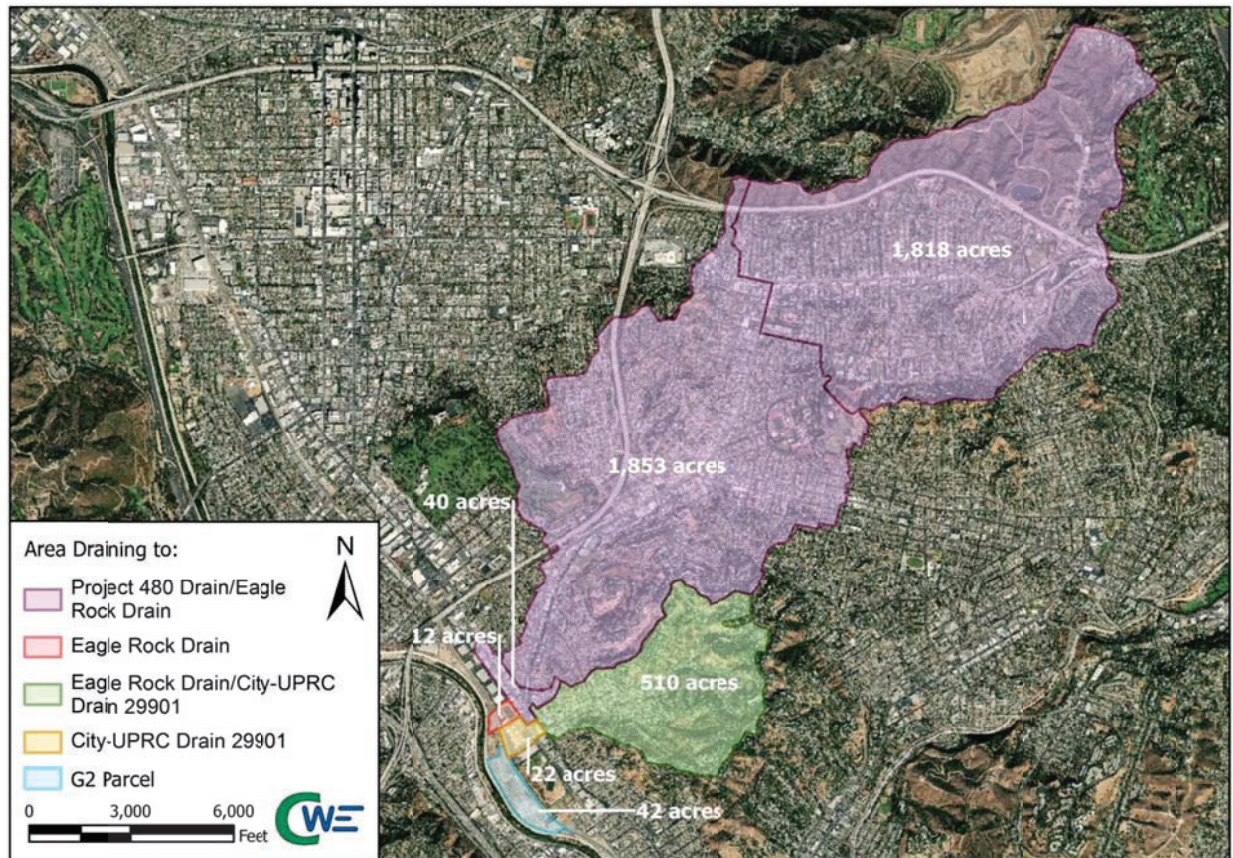 1,818 acres
1,853 acres
40 acres
12 acres
510 acres
22 acres
42 acres
Area Draining to:
N
Project 480 Drain/Eagle
Rock Drain
Eagle Rock Drain
Eagle Rock Drain/City-UPRC
Drain 29901
City-UPRC Drain 29901
G2 Parcel
0 3,000 6,000
Feet
CWE